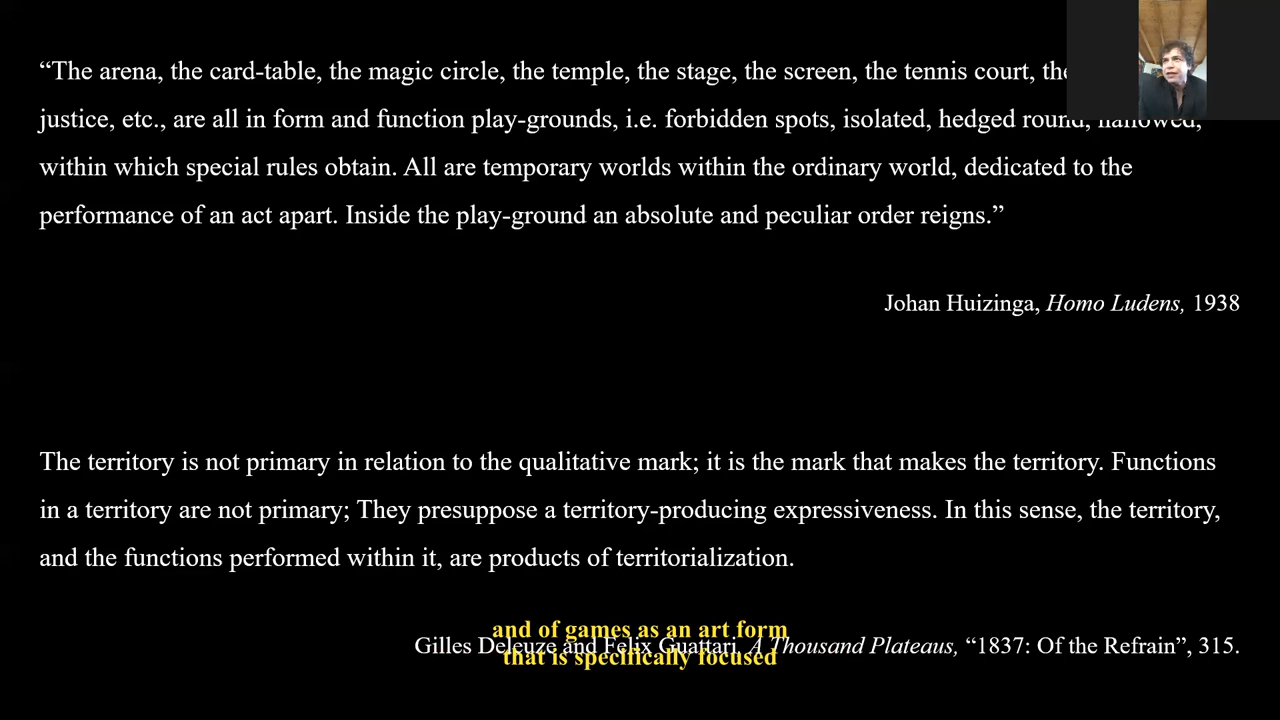 “The arena, the card-table, the magic circle, the temple, the stage, the screen, the tennis court, the
justice, etc., are all in form and function play-grounds, i.e. forbidden spots, isolated, hedged round, hallowed,
within which special rules obtain. All are temporary worlds within the ordinary world, dedicated to the
performance of an act apart. Inside the play-ground an absolute and peculiar order reigns.”
Johan Huizinga, Homo Ludens, 1938
The territory is not primary in relation to the qualitative mark; it is the mark that makes the territory. Functions
in a territory are not primary; They presuppose a territory-producing expressiveness. In this sense, the territory,
and the functions performed within it, are products of territorialization.
and of games as an art form
Gilles Deleuze and Felix Guattari, A Thousand Plateaus, “1837: Of the Refrain”, 315.
that is specifically focused